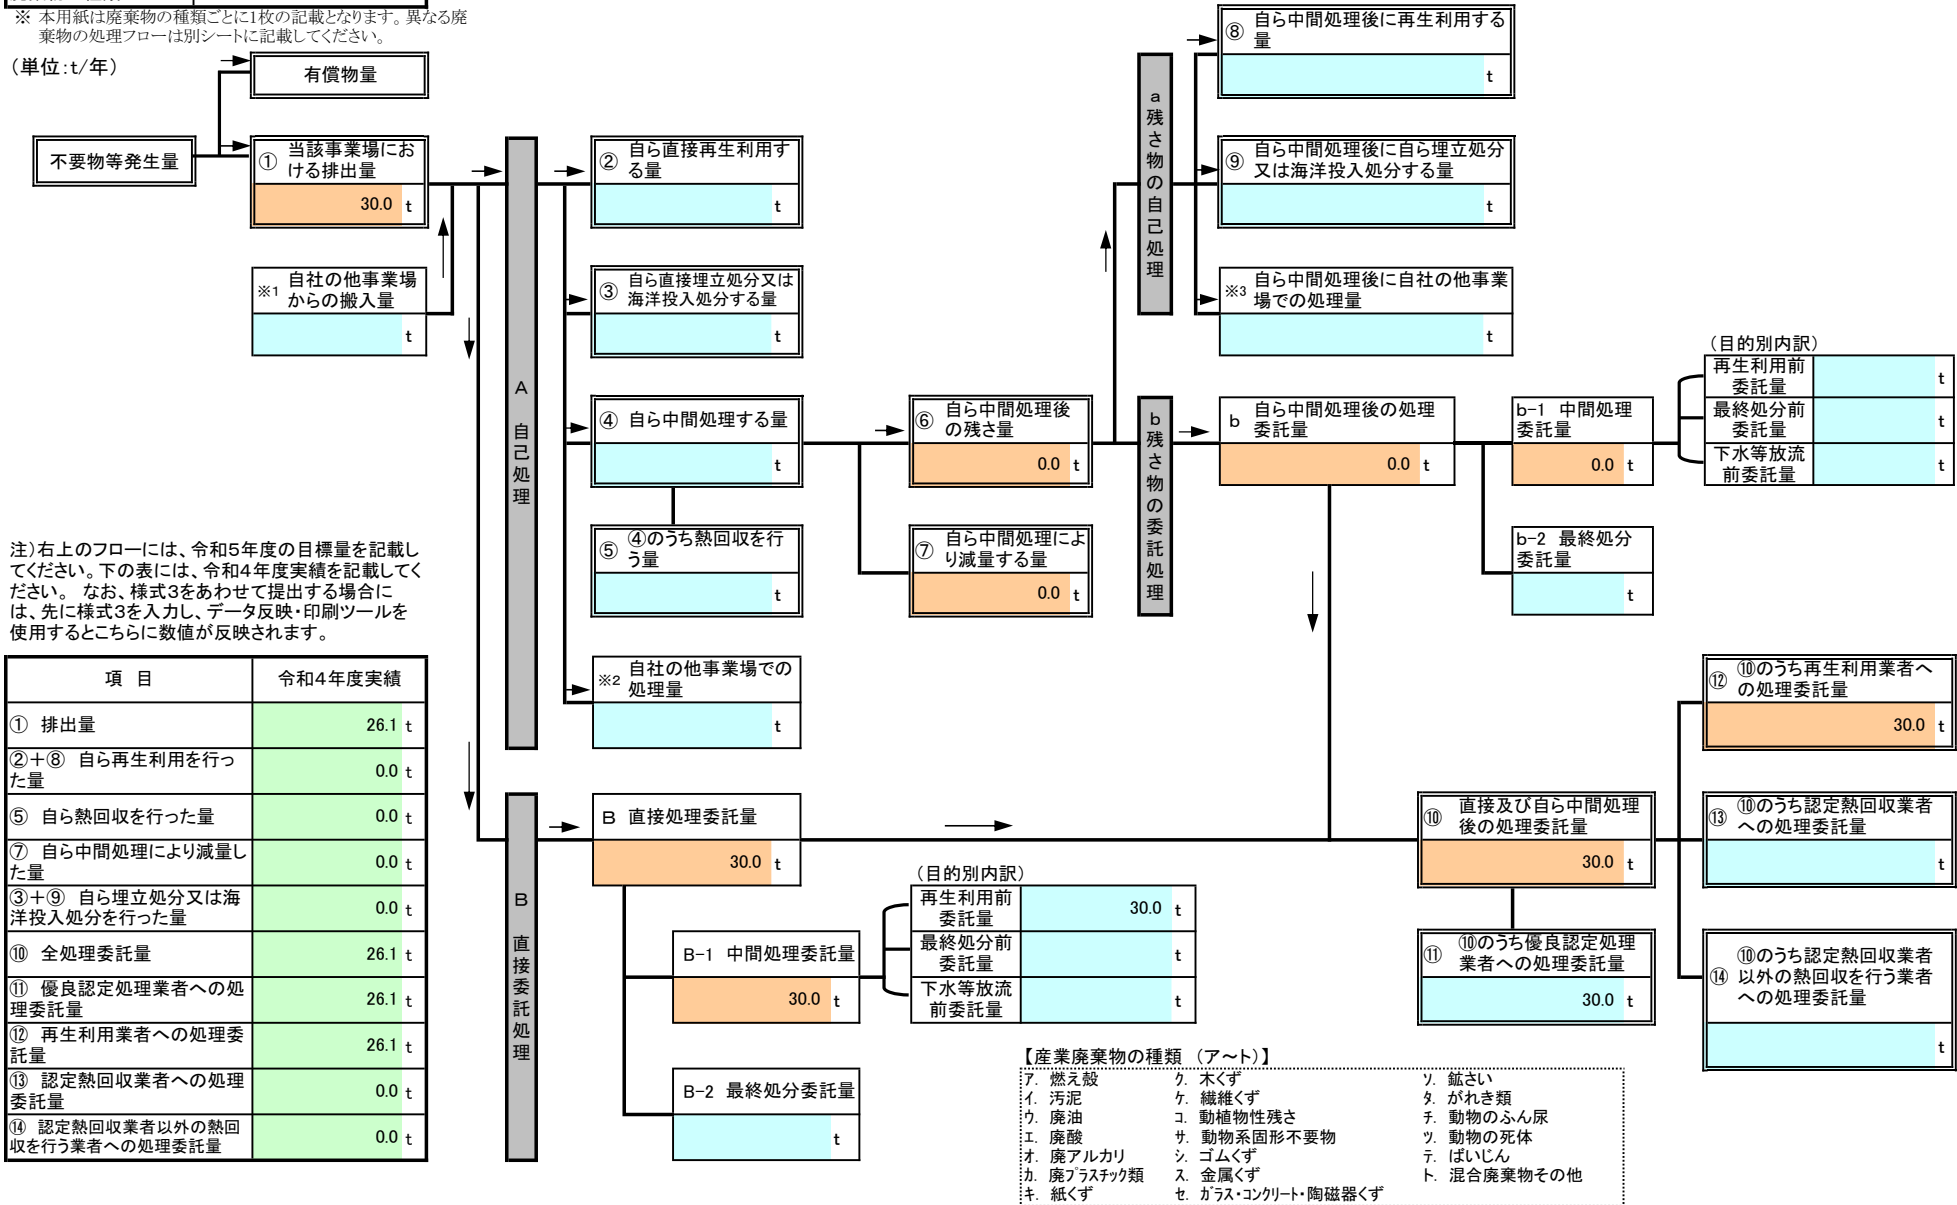 ※ 本用紙は廃棄物の種類ごとに1枚の記載となります。異なる廃
棄物の処理フローは別シートに記載してください。
（単位:t/年）
有償物量
不要物等発生量
① 当該事業場にお
ける排出量
30.0 t
※1 自社の他事業場
からの搬入量
t
A 自己処理
② 自ら直接再生利用す
る量
t
③ 自ら直接埋立処分又は
海洋投入処分する量
t
④ 自ら中間処理する量
t
⑤ ④のうち熱回収を行
う量
t
※2 自社の他事業場での
処理量
t
⑥ 自ら中間処理後
の残さ量
0.0 t
⑦ 自ら中間処理によ
り減量する量
0.0 t
a 残さ物の自己処理
⑧ 自ら中間処理後に再生利用する
量
t
⑨ 自ら中間処理後に自ら埋立処分
又は海洋投入処分する量
t
※3 自ら中間処理後に自社の他事業
場での処理量
t
b 残さ物の委託処理
b 自ら中間処理後の処理
委託量
0.0 t
b-1 中間処理
委託量
0.0 t
b-2 最終処分
委託量
t
（目的別内訳）
再生利用前
委託量
t
最終処分前
委託量
t
下水等放流
前委託量
t
注）右上のフローには、令和5年度の目標量を記載し
てください。下の表には、令和4年度実績を記載してく
ださい。 なお、様式3をあわせて提出する場合に
は、先に様式3を入力し、データ反映・印刷ツールを
使用するとこちらに数値が反映されます。
項 目 令和4年度実績
① 排出量 26.1 t
②＋⑧ 自ら再生利用を行っ
た量 0.0 t
⑤ 自ら熱回収を行った量 0.0 t
⑦ 自ら中間処理により減量し
た量 0.0 t
③＋⑨ 自ら埋立処分又は海
洋投入処分を行った量 0.0 t
⑩ 全処理委託量 26.1 t
⑪ 優良認定処理業者への処
理委託量 26.1 t
⑫ 再生利用業者への処理委
託量 26.1 t
⑬ 認定熱回収業者への処理
委託量 0.0 t
⑭ 認定熱回収業者以外の熱回
収を行う業者への処理委託量 0.0 t
B 直接委託処理
B 直接処理委託量
30.0 t
B-1 中間処理委託量
30.0 t
B-2 最終処分委託量
t
（目的別内訳）
再生利用前
委託量
30.0 t
最終処分前
委託量
t
下水等放流
前委託量
t
⑩ 直接及び自ら中間処理
後の処理委託量
30.0 t
⑪ ⑩のうち優良認定処理
業者への処理委託量
30.0 t
⑫ ⑩のうち再生利用業者へ
の処理委託量
30.0 t
⑬ ⑩のうち認定熱回収業者
への処理委託量
t
⑭ ⑩のうち認定熱回収業者
以外の熱回収を行う業者
への処理委託量
t
【産業廃棄物の種類 （ア～ト）】
ア. 燃え殻 ク. 木くず ソ. 鉱さい
イ. 汚泥 ケ. 繊維くず タ. がれき類
ウ. 廃油 コ. 動植物性残さ チ. 動物のふん尿
エ. 廃酸 サ. 動物系固形不要物 ツ. 動物の死体
オ. 廃アルカリ シ. ゴムくず テ. ばいじん
カ. 廃プラスチック類 ス. 金属くず ト. 混合廃棄物その他
キ. 紙くず セ. ガラス・コンクリート・陶磁器くず